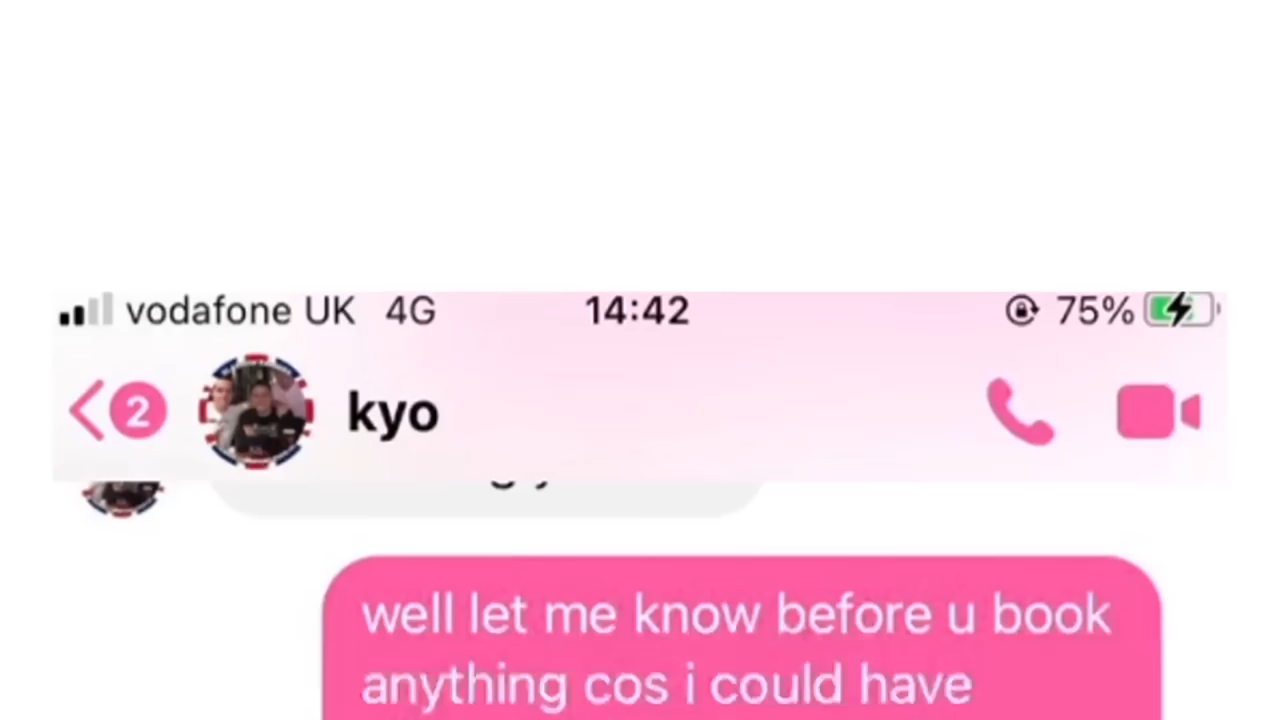 vodafone UK 4G 14:42 75%
2 kyo
well let me know before u book
anything cos i could have